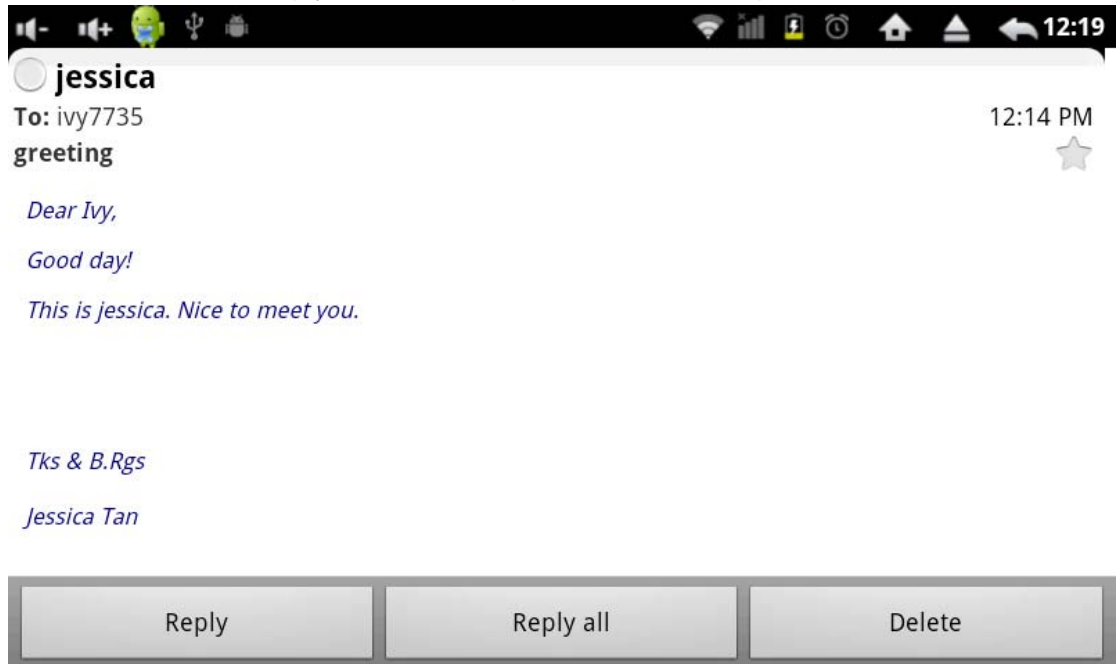 12:19
jessica
To: ivy7735
12:14 PM
greeting
Dear Ivy,
Good day!
This is jessica. Nice to meet you.
Tks & B.Rgs
Jessica Tan
Reply
Reply all
Delete